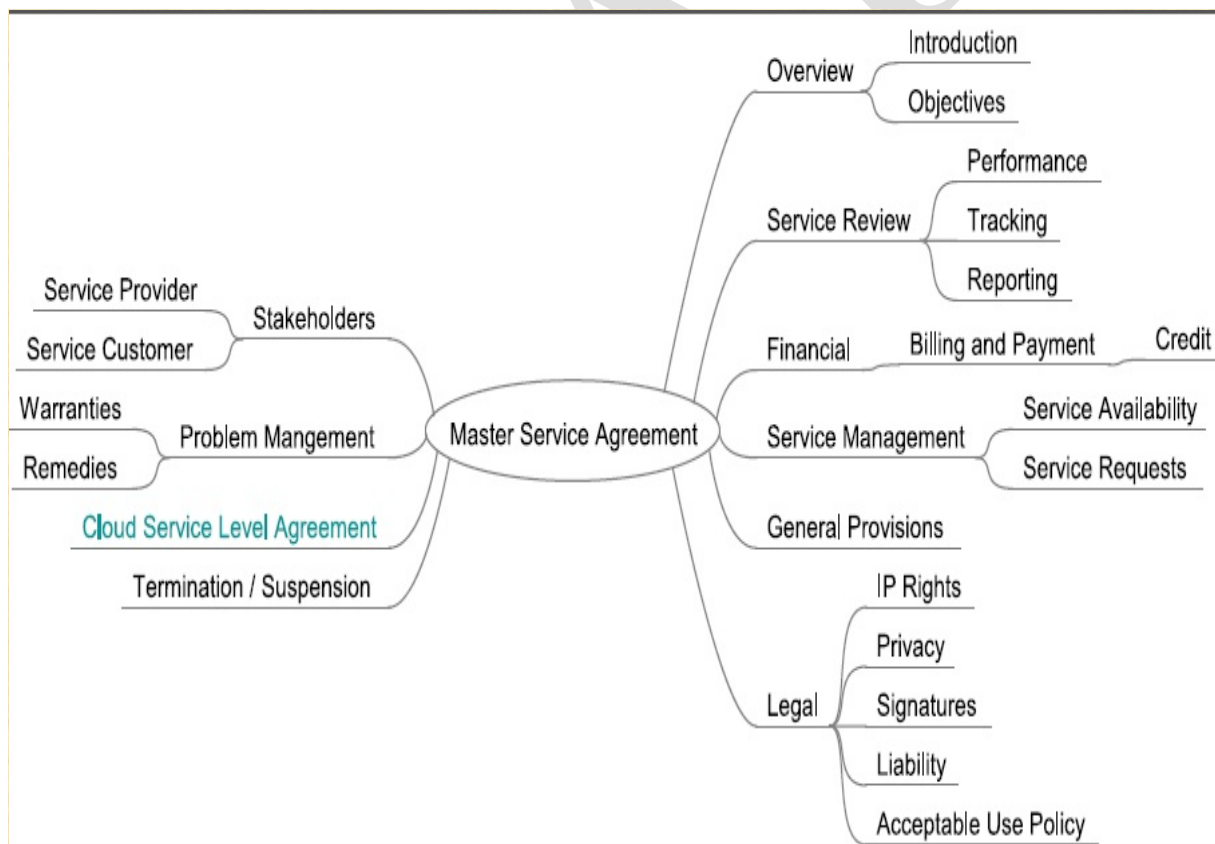 Introduction
Overview
Objectives
Performance
Service Review
Tracking
Reporting
Service Provider
Stakeholders
Service Customer
Financial
Billing and Payment
Credit
Warranties
Problem Mangement
Remedies
Master Service Agreement
Service Availability
Service Management
Service Requests
Cloud Service Level Agreement
General Provisions
Termination / Suspension
IP Rights
Privacy
Legal
Signatures
Liability
Acceptable Use Policy